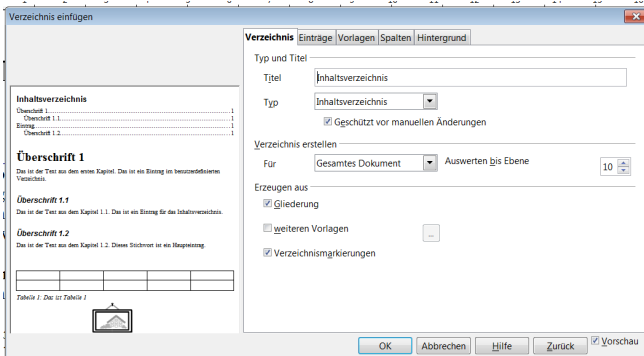 Verzeichnis einfügen
Verzeichnis Einträge Vorlagen Spalten Hintergrund
Typ und Titel
Titel Inhaltsverzeichnis
Typ Inhaltsverzeichnis
Geschützt vor manuellen Änderungen
Verzeichnis erstellen
Für Gesamtes Dokument Auswerten bis Ebene 10
Erzeugen aus
Gliederung
weiteren Vorlagen ...
Verzeichnismarkierungen
Inhaltsverzeichnis
Überschrift 1 1
Überschrift 1.1 1
Eintrag 1
Überschrift 1.2 1
Überschrift 1
Das ist der Text aus dem ersten Kapitel. Das ist ein Eintrag im benutzerdefinierten
Verzeichnis.
Überschrift 1.1
Das ist der Text aus dem Kapitel 1.1. Das ist ein Eintrag für das Inhaltsverzeichnis.
Überschrift 1.2
Das ist der Text aus dem Kapitel 1.2. Dieses Stichwort ist ein Haupteintrag.
Tabelle 1: Das ist Tabelle 1
OK Abbrechen Hilfe Zurück Vorschau